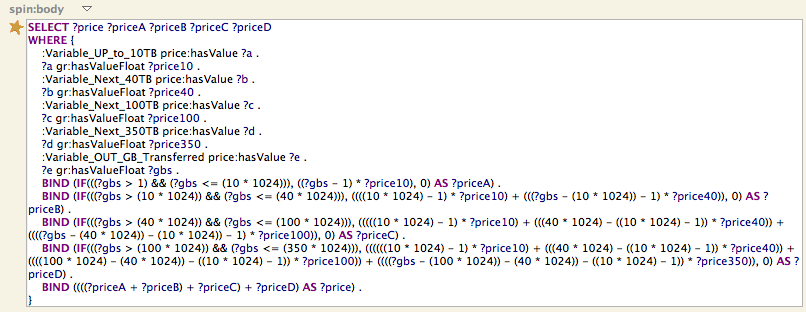 spin:body
SELECT ?price ?priceA ?priceB ?priceC ?priceD
WHERE {
:Variable_UP_to_10TB price:hasValue ?a .
?a gr:hasValueFloat ?price10 .
:Variable_Next_40TB price:hasValue ?b .
?b gr:hasValueFloat ?price40 .
:Variable_Next_100TB price:hasValue ?c .
?c gr:hasValueFloat ?price100 .
:Variable_Next_350TB price:hasValue ?d .
?d gr:hasValueFloat ?price350 .
:Variable_OUT_GB_Transferred price:hasValue ?e .
?e gr:hasValueFloat ?gbs .
BIND (IF(((?gbs > 1) && (?gbs <= (10 * 1024))), ((?gbs - 1) * ?price10), 0) AS ?priceA) .
BIND (IF(((?gbs > (10 * 1024)) && (?gbs <= (40 * 1024))), ((((10 * 1024) - 1) * ?price10) + (((?gbs - (10 * 1024)) - 1) * ?price40)), 0) AS ?
priceB) .
BIND (IF(((?gbs > (40 * 1024)) && (?gbs <= (100 * 1024))), (((((10 * 1024) - 1) * ?price10) + (((40 * 1024) - ((10 * 1024) - 1)) * ?price40)) +
((((?gbs - (40 * 1024)) - (10 * 1024)) - 1) * ?price100)), 0) AS ?priceC) .
BIND (IF(((?gbs > (100 * 1024)) && (?gbs <= (350 * 1024))), ((((((10 * 1024) - 1) * ?price10) + (((40 * 1024) - ((10 * 1024) - 1)) * ?price40)) +
((((100 * 1024) - (40 * 1024)) - ((10 * 1024) - 1)) * ?price100)) + ((((?gbs - (100 * 1024)) - (40 * 1024)) - ((10 * 1024) - 1)) * ?price350)), 0) AS ?
priceD) .
BIND ((((?priceA + ?priceB) + ?priceC) + ?priceD) AS ?price) .
}